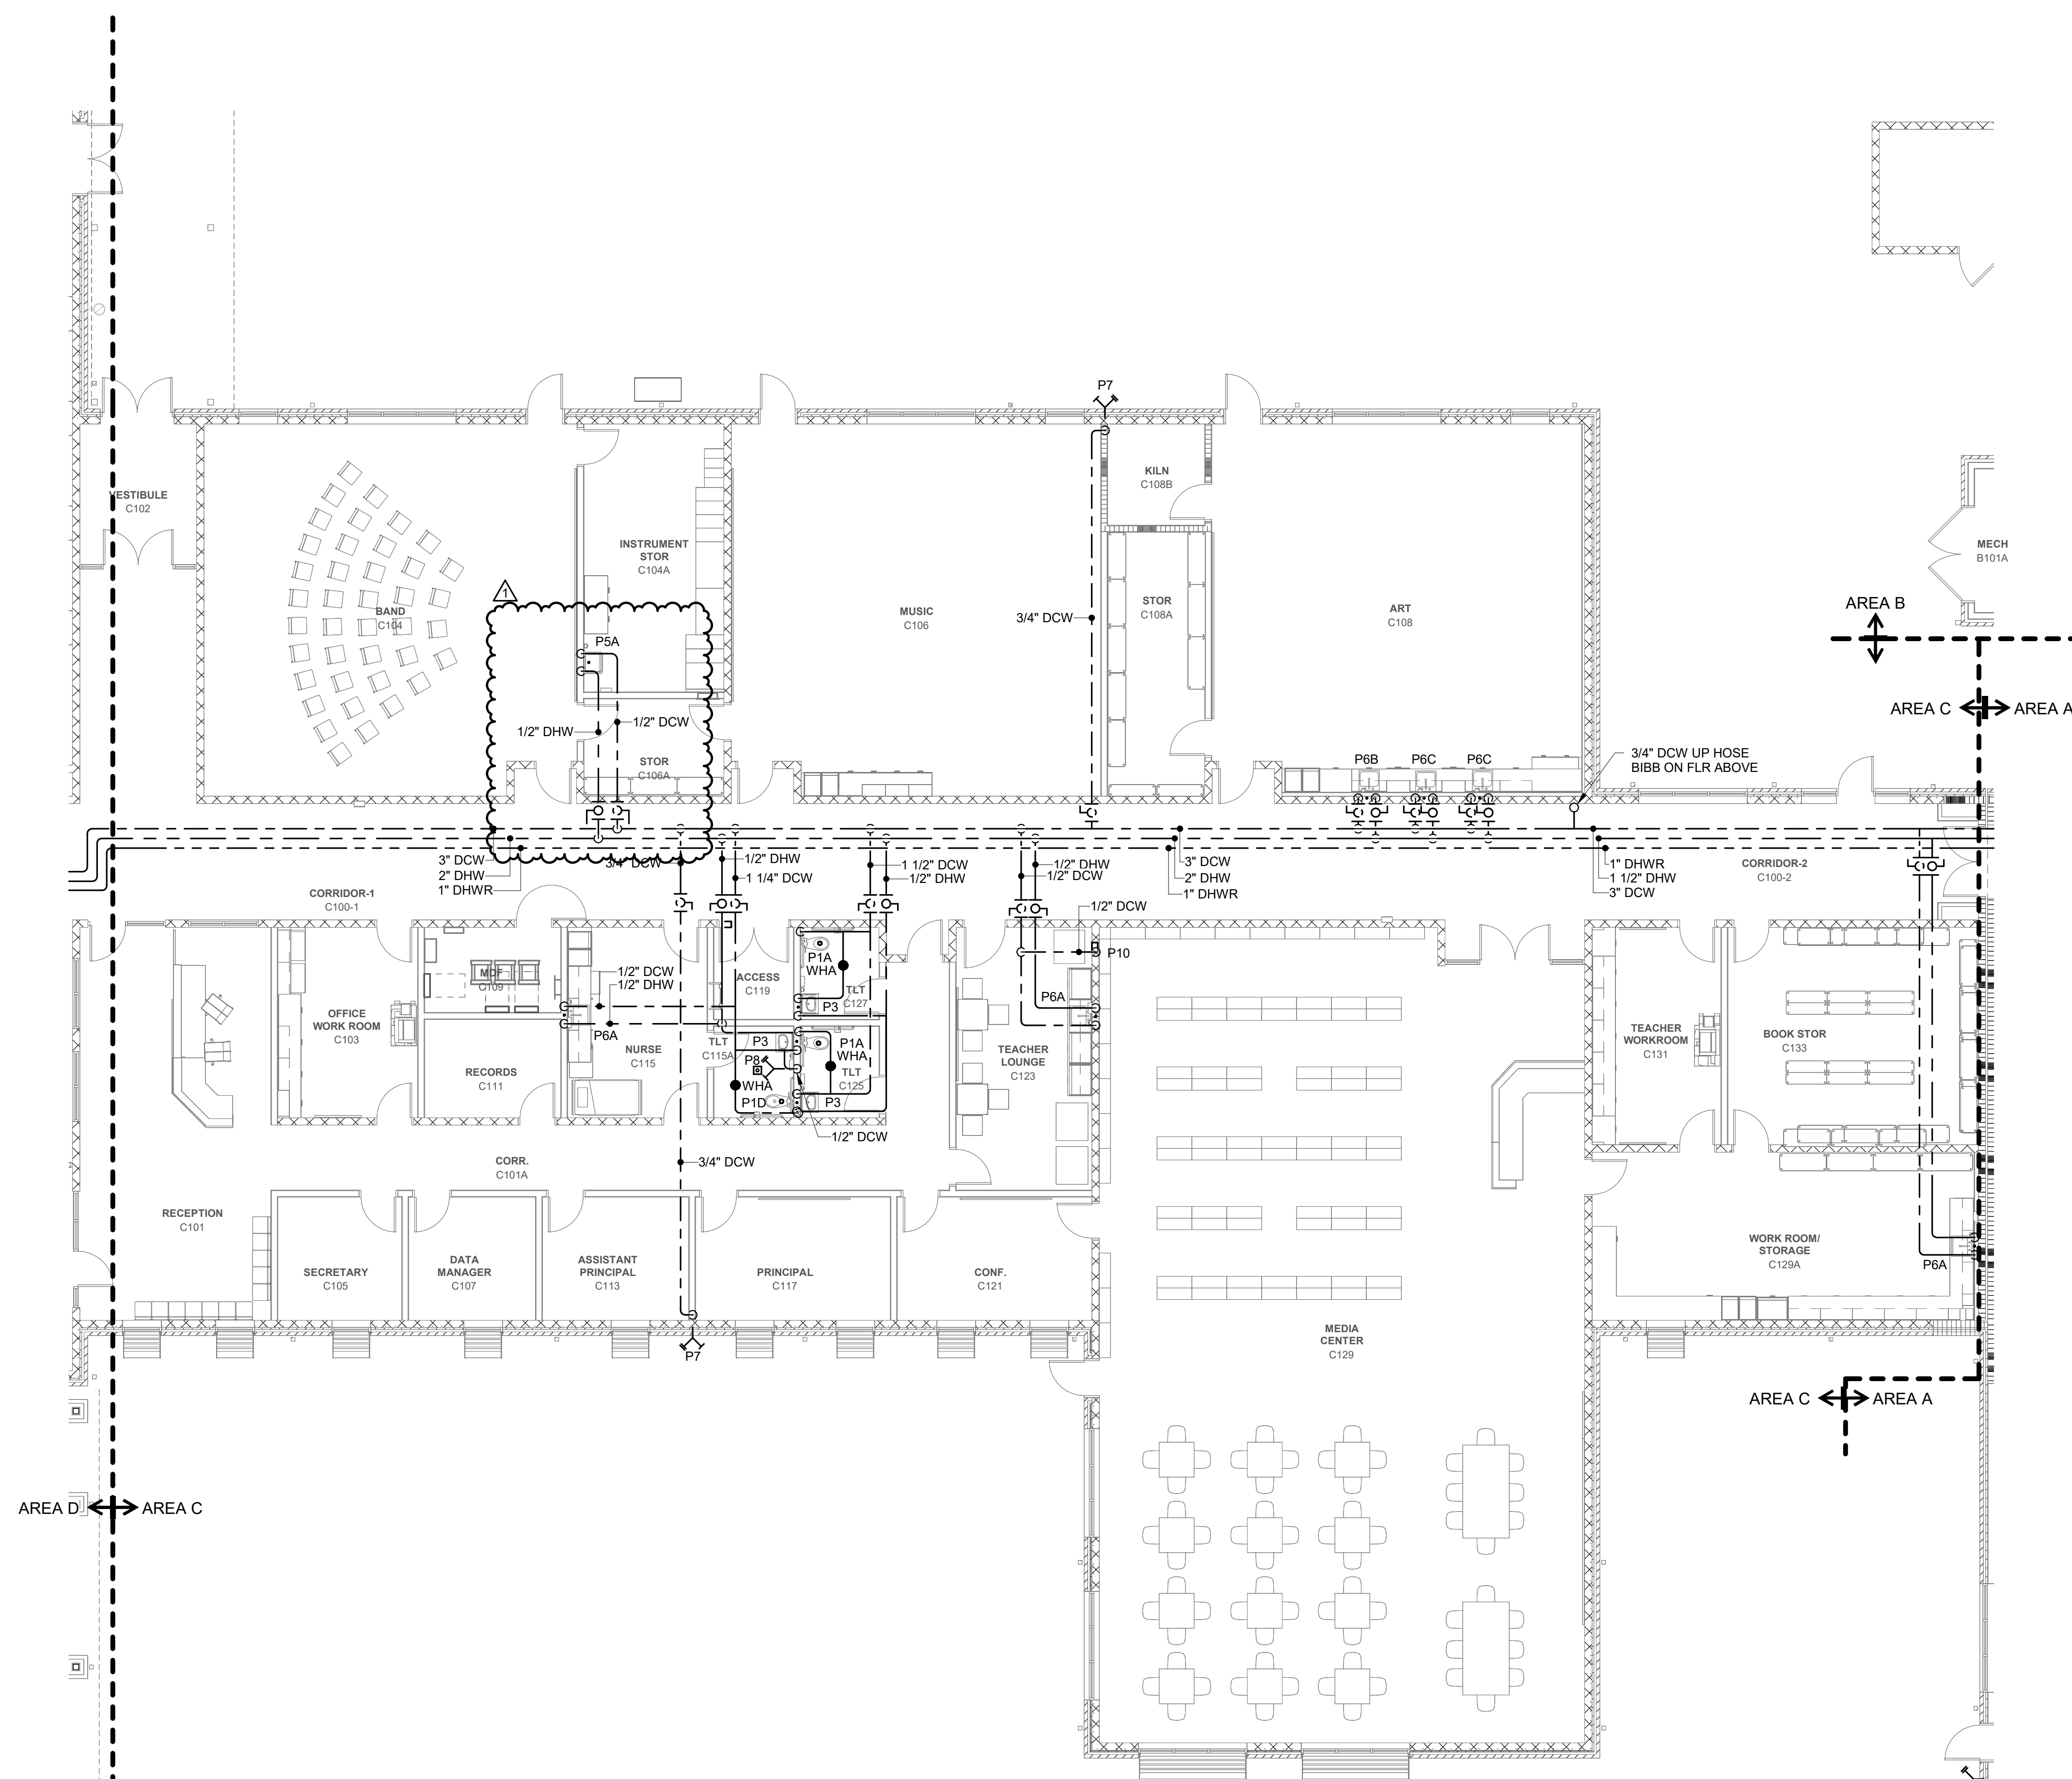 P7
VESTIBULE
C102
KILN
C108B
INSTRUMENT
STOR
C104A
MECH
B101A
1
BAND
C104
MUSIC
C106
3/4" DCW
STOR
C108A
ART
C108
AREA B
P5A
AREA C
AREA A
1/2" DHW
1/2" DCW
STOR
C106A
P6B
P6C
P6C
3/4" DCW UP HOSE
BIBB ON FLR ABOVE
3" DCW
2" DHW
1" DHWR
3/4" DCW
1/2" DHW
1 1/4" DCW
1 1/2" DCW
1/2" DHW
1/2" DHW
1/2" DCW
3" DCW
2" DHW
1" DHWR
1" DHWR
1 1/2" DHW
3" DCW
CORRIDOR-1
C100-1
CORRIDOR-2
C100-2
1/2" DCW
P10
MDF
C109
1/2" DCW
1/2" DHW
ACCESS
C119
P1A
WHA
TLT
C127
P3
P6A
OFFICE
WORK ROOM
C103
P6A
NURSE
C115
TLT
C115A
P3
P8
WHA
P1D
P1A
WHA
TLT
C125
P3
1/2" DCW
TEACHER
LOUNGE
C123
TEACHER
WORKROOM
C131
BOOK STOR
C133
RECORDS
C111
CORR.
C101A
3/4" DCW
RECEPTION
C101
SECRETARY
C105
DATA
MANAGER
C107
ASSISTANT
PRINCIPAL
C113
PRINCIPAL
C117
CONF.
C121
WORK ROOM/
STORAGE
C129A
P6A
P7
MEDIA
CENTER
C129
AREA C
AREA A
AREA D
AREA C